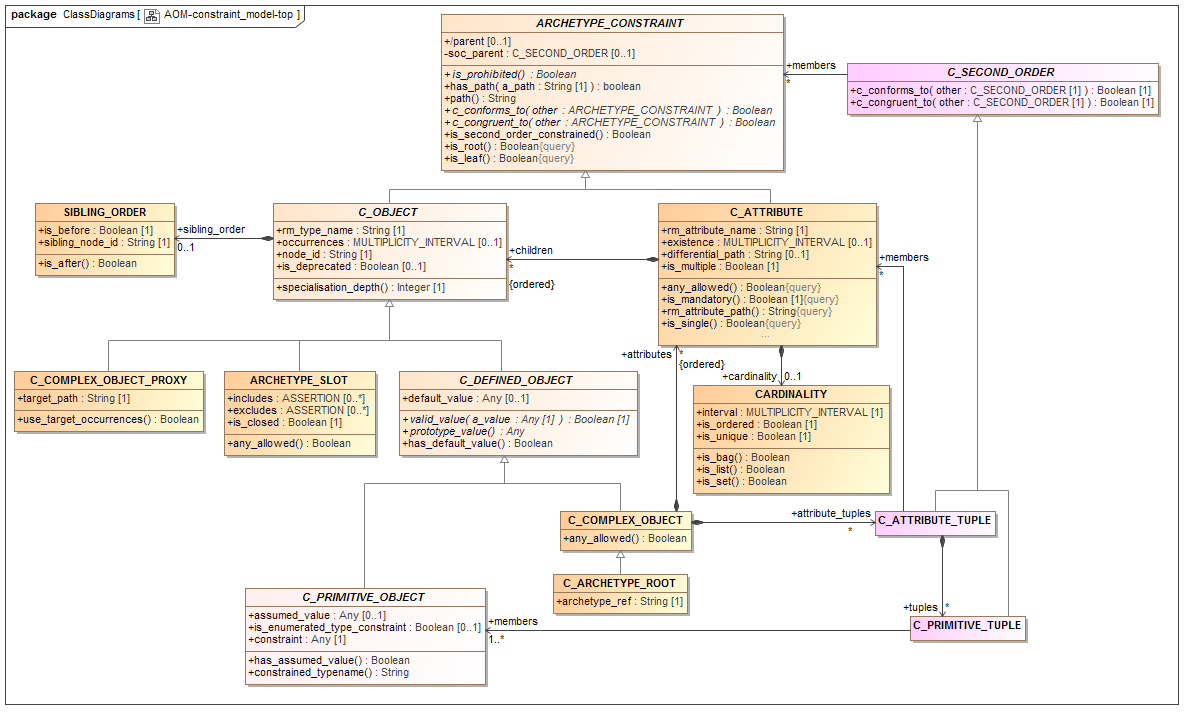 package ClassDiagrams [ AOM-constraint_model-top ]
ARCHETYPE_CONSTRAINT
+/parent [0..1]
-soc_parent : C_SECOND_ORDER [0..1]
+is_prohibited() : Boolean
+has_path( a_path : String [1] ) : boolean
+path() : String
+c_conforms_to( other : ARCHETYPE_CONSTRAINT ) : Boolean
+c_congruent_to( other : ARCHETYPE_CONSTRAINT ) : Boolean
+is_second_order_constrained() : Boolean
+is_root() : Boolean{query}
+is_leaf() : Boolean{query}
+members
*
C_SECOND_ORDER
+c_conforms_to( other : C_SECOND_ORDER [1] ) : Boolean [1]
+c_congruent_to( other : C_SECOND_ORDER [1] ) : Boolean [1]
SIBLING_ORDER
+is_before : Boolean [1]
+sibling_node_id : String [1]
+is_after() : Boolean
+sibling_order
0..1
C_OBJECT
+rm_type_name : String [1]
+occurrences : MULTIPLICITY_INTERVAL [0..1]
+node_id : String [1]
+is_deprecated : Boolean [0..1]
+specialisation_depth() : Integer [1]
+children
*
{ordered}
C_ATTRIBUTE
+rm_attribute_name : String [1]
+existence : MULTIPLICITY_INTERVAL [0..1]
+differential_path : String [0..1]
+is_multiple : Boolean [1]
+any_allowed() : Boolean{query}
+is_mandatory() : Boolean [1]{query}
+rm_attribute_path() : String{query}
+is_single() : Boolean{query}
...
+members
*
+attributes
*
{ordered}
+cardinality
0..1
C_COMPLEX_OBJECT_PROXY
+target_path : String [1]
+use_target_occurrences() : Boolean
ARCHETYPE_SLOT
+includes : ASSERTION [0..*]
+excludes : ASSERTION [0..*]
+is_closed : Boolean [1]
+any_allowed() : Boolean
C_DEFINED_OBJECT
+default_value : Any [0..1]
+valid_value( a_value : Any [1] ) : Boolean [1]
+prototype_value() : Any
+has_default_value() : Boolean
CARDINALITY
+interval : MULTIPLICITY_INTERVAL [1]
+is_ordered : Boolean [1]
+is_unique : Boolean [1]
+is_bag() : Boolean
+is_list() : Boolean
+is_set() : Boolean
C_COMPLEX_OBJECT
+any_allowed() : Boolean
+attribute_tuples
*
C_ATTRIBUTE_TUPLE
C_ARCHETYPE_ROOT
+archetype_ref : String [1]
C_PRIMITIVE_OBJECT
+assumed_value : Any [0..1]
+is_enumerated_type_constraint : Boolean [0..1]
+constraint : Any [1]
+has_assumed_value() : Boolean
+constrained_typename() : String
+members
1..*
+tuples
*
C_PRIMITIVE_TUPLE